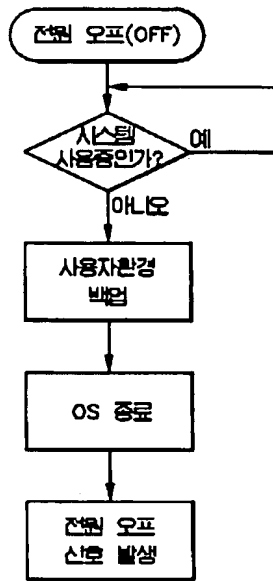 전원 오프(OFF)
시스템
사용중인가?
예
아니오
사용자환경
백업
OS 종료
전원 오프
신호 발생